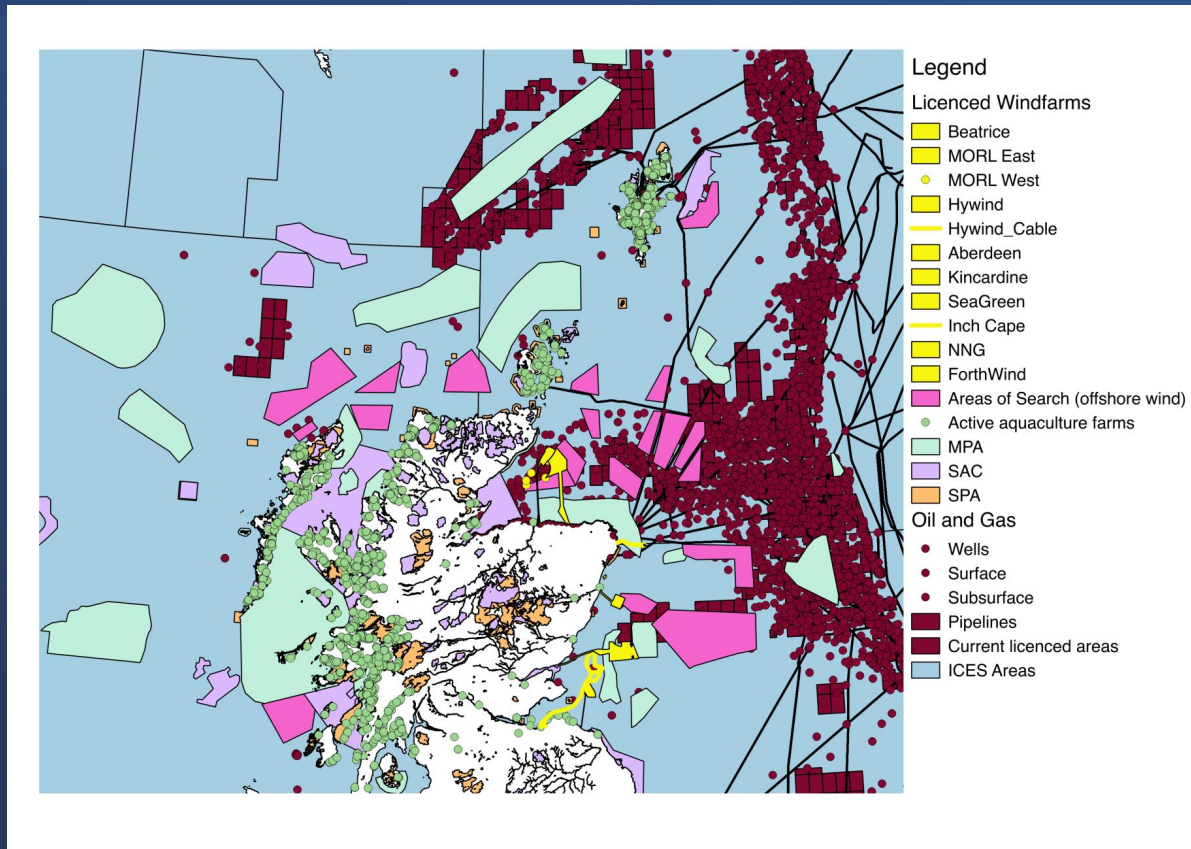 Legend
Licenced Windfarms
Beatrice
MORL East
MORL West
Hywind
Hywind_Cable
Aberdeen
Kincardine
SeaGreen
Inch Cape
NNG
ForthWind
Areas of Search (offshore wind)
Active aquaculture farms
MPA
SAC
SPA
Oil and Gas
Wells
Surface
Subsurface
Pipelines
Current licenced areas
ICES Areas